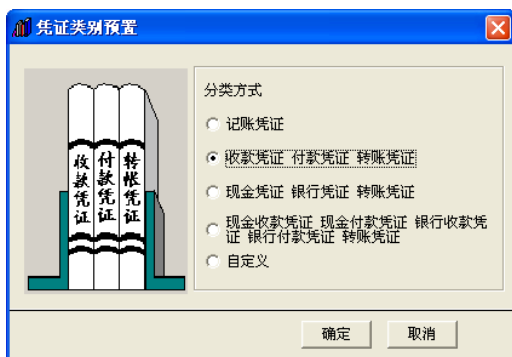 凭证类别预置
分类方式
记账凭证
收款凭证 付款凭证 转账凭证
现金凭证 银行凭证 转账凭证
现金收款凭证 现金付款凭证 银行收款凭
证 银行付款凭证 转账凭证
自定义
收款凭证
付款凭证
转帐凭证
确定
取消